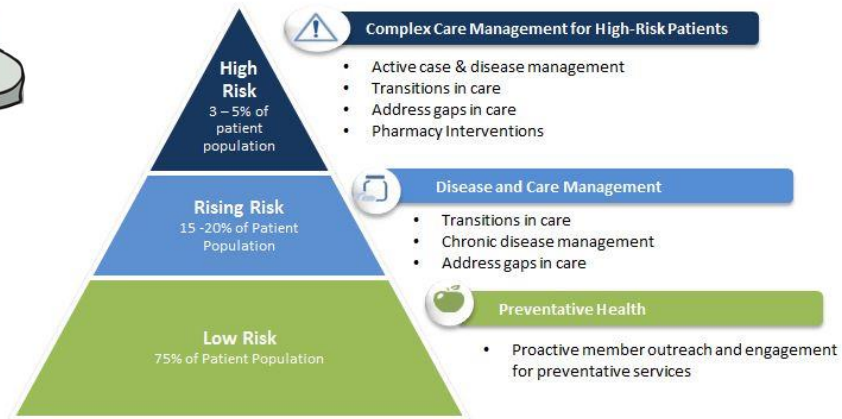 High
Risk
3 – 5% of
patient
population
Complex Care Management for High-Risk Patients
• Active case & disease management
• Transitions in care
• Address gaps in care
• Pharmacy Interventions
Rising Risk
15 -20% of Patient
Population
Disease and Care Management
• Transitions in care
• Chronic disease management
• Address gaps in care
Low Risk
75% of Patient Population
Preventative Health
• Proactive member outreach and engagement
for preventative services